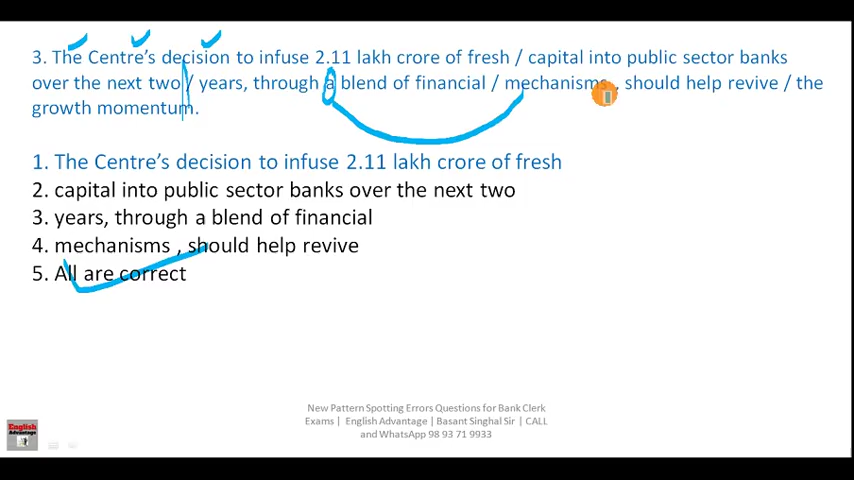 3. The Centre's decision to infuse 2.11 lakh crore of fresh / capital into public sector banks
over the next two / years, through a blend of financial / mechanisms , should help revive / the
growth momentum.
1. The Centre's decision to infuse 2.11 lakh crore of fresh
2. capital into public sector banks over the next two
3. years, through a blend of financial
4. mechanisms , should help revive
5. All are correct
New Pattern Spotting Errors Questions for Bank Clerk
Exams | English Advantage | Basant Singhal Sir | CALL
and WhatsApp 98 93 71 9933
English
Advantage